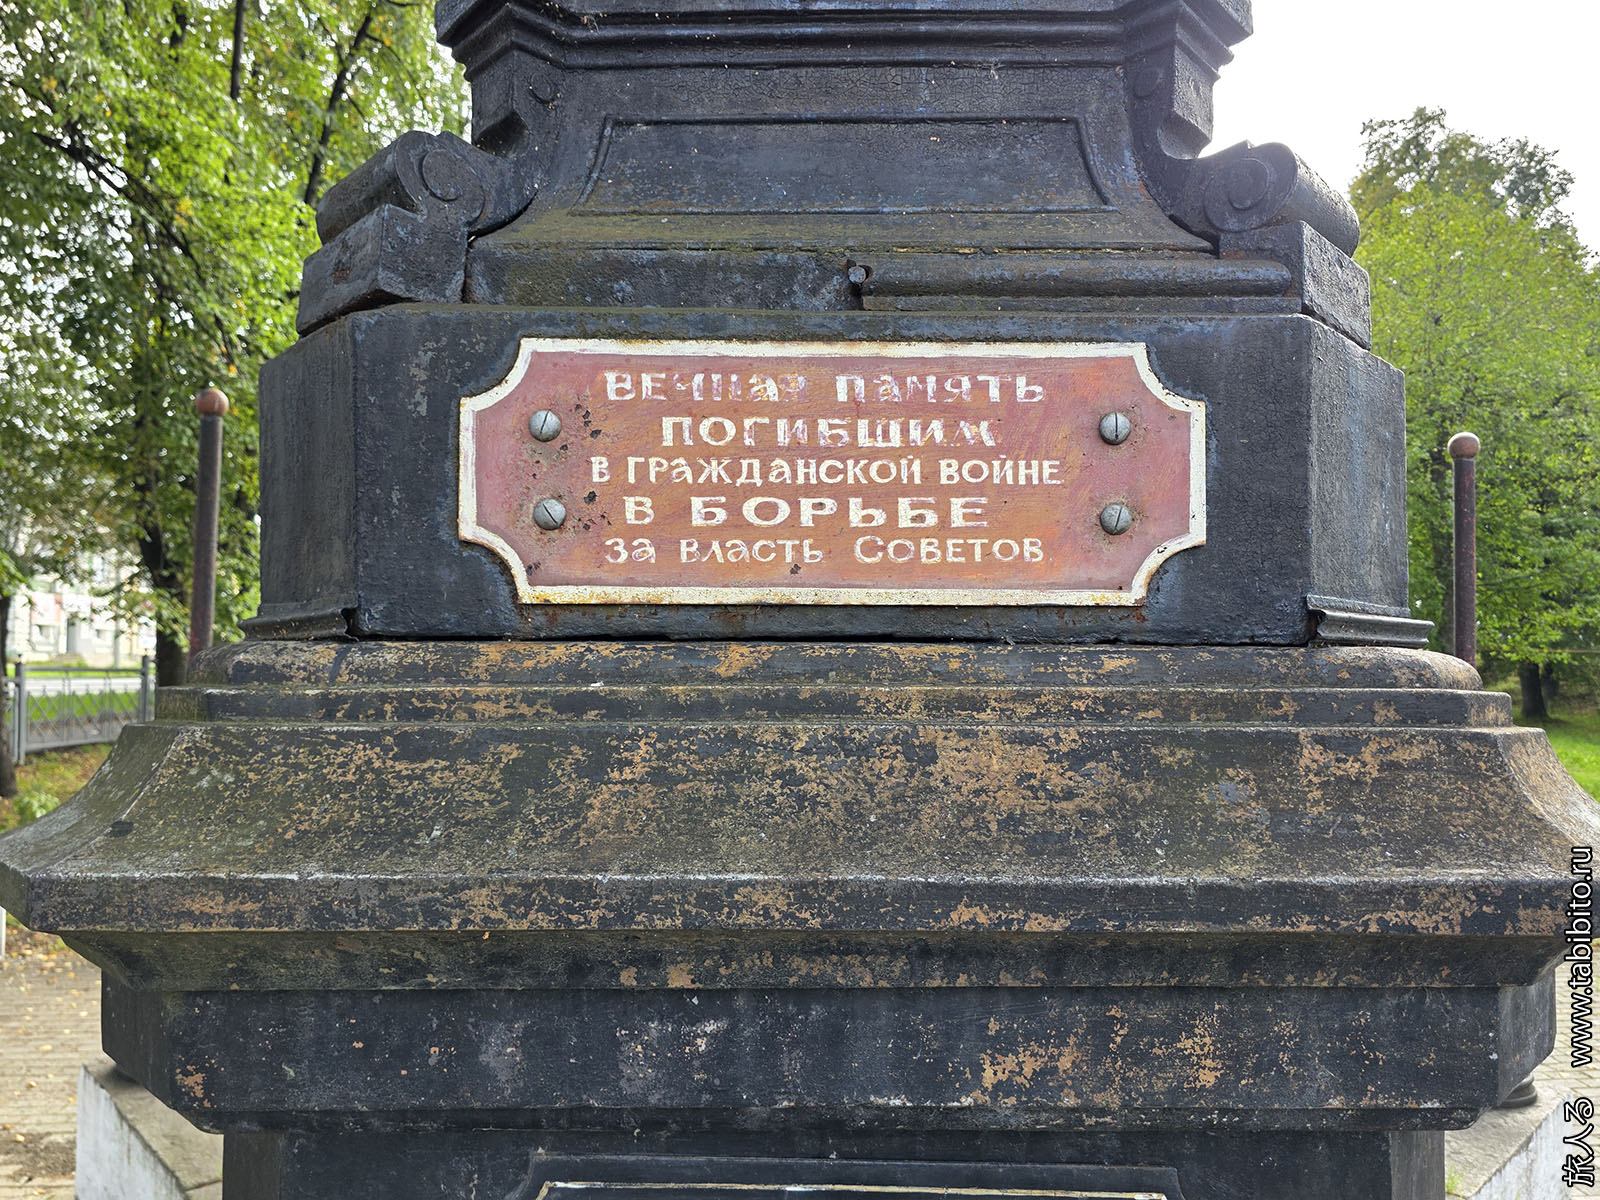 ВЕЧНАЯ ПАМЯТЬ
ПОГИБШИМ
В ГРАЖДАНСКОЙ ВОЙНЕ
В БОРЬБЕ
ЗА ВЛАСТЬ СОВЕТОВ
旅人る www.tabibito.ru